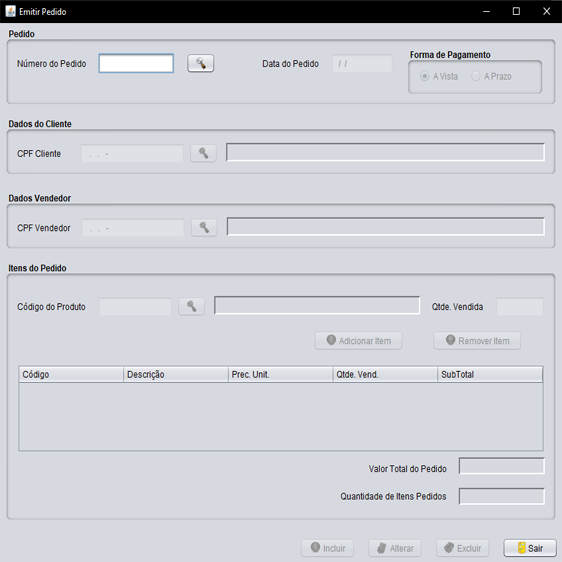 Emitir Pedido
Pedido
Número do Pedido
Data do Pedido / /
Forma de Pagamento
A Vista A Prazo
Dados do Cliente
CPF Cliente . . -
Dados Vendedor
CPF Vendedor . . -
Itens do Pedido
Código do Produto
Qtde. Vendida
Adicionar Item Remover Item
Código Descrição Prec. Unit. Qtde. Vend. SubTotal
Valor Total do Pedido
Quantidade de Itens Pedidos
Incluir Alterar Excluir Sair